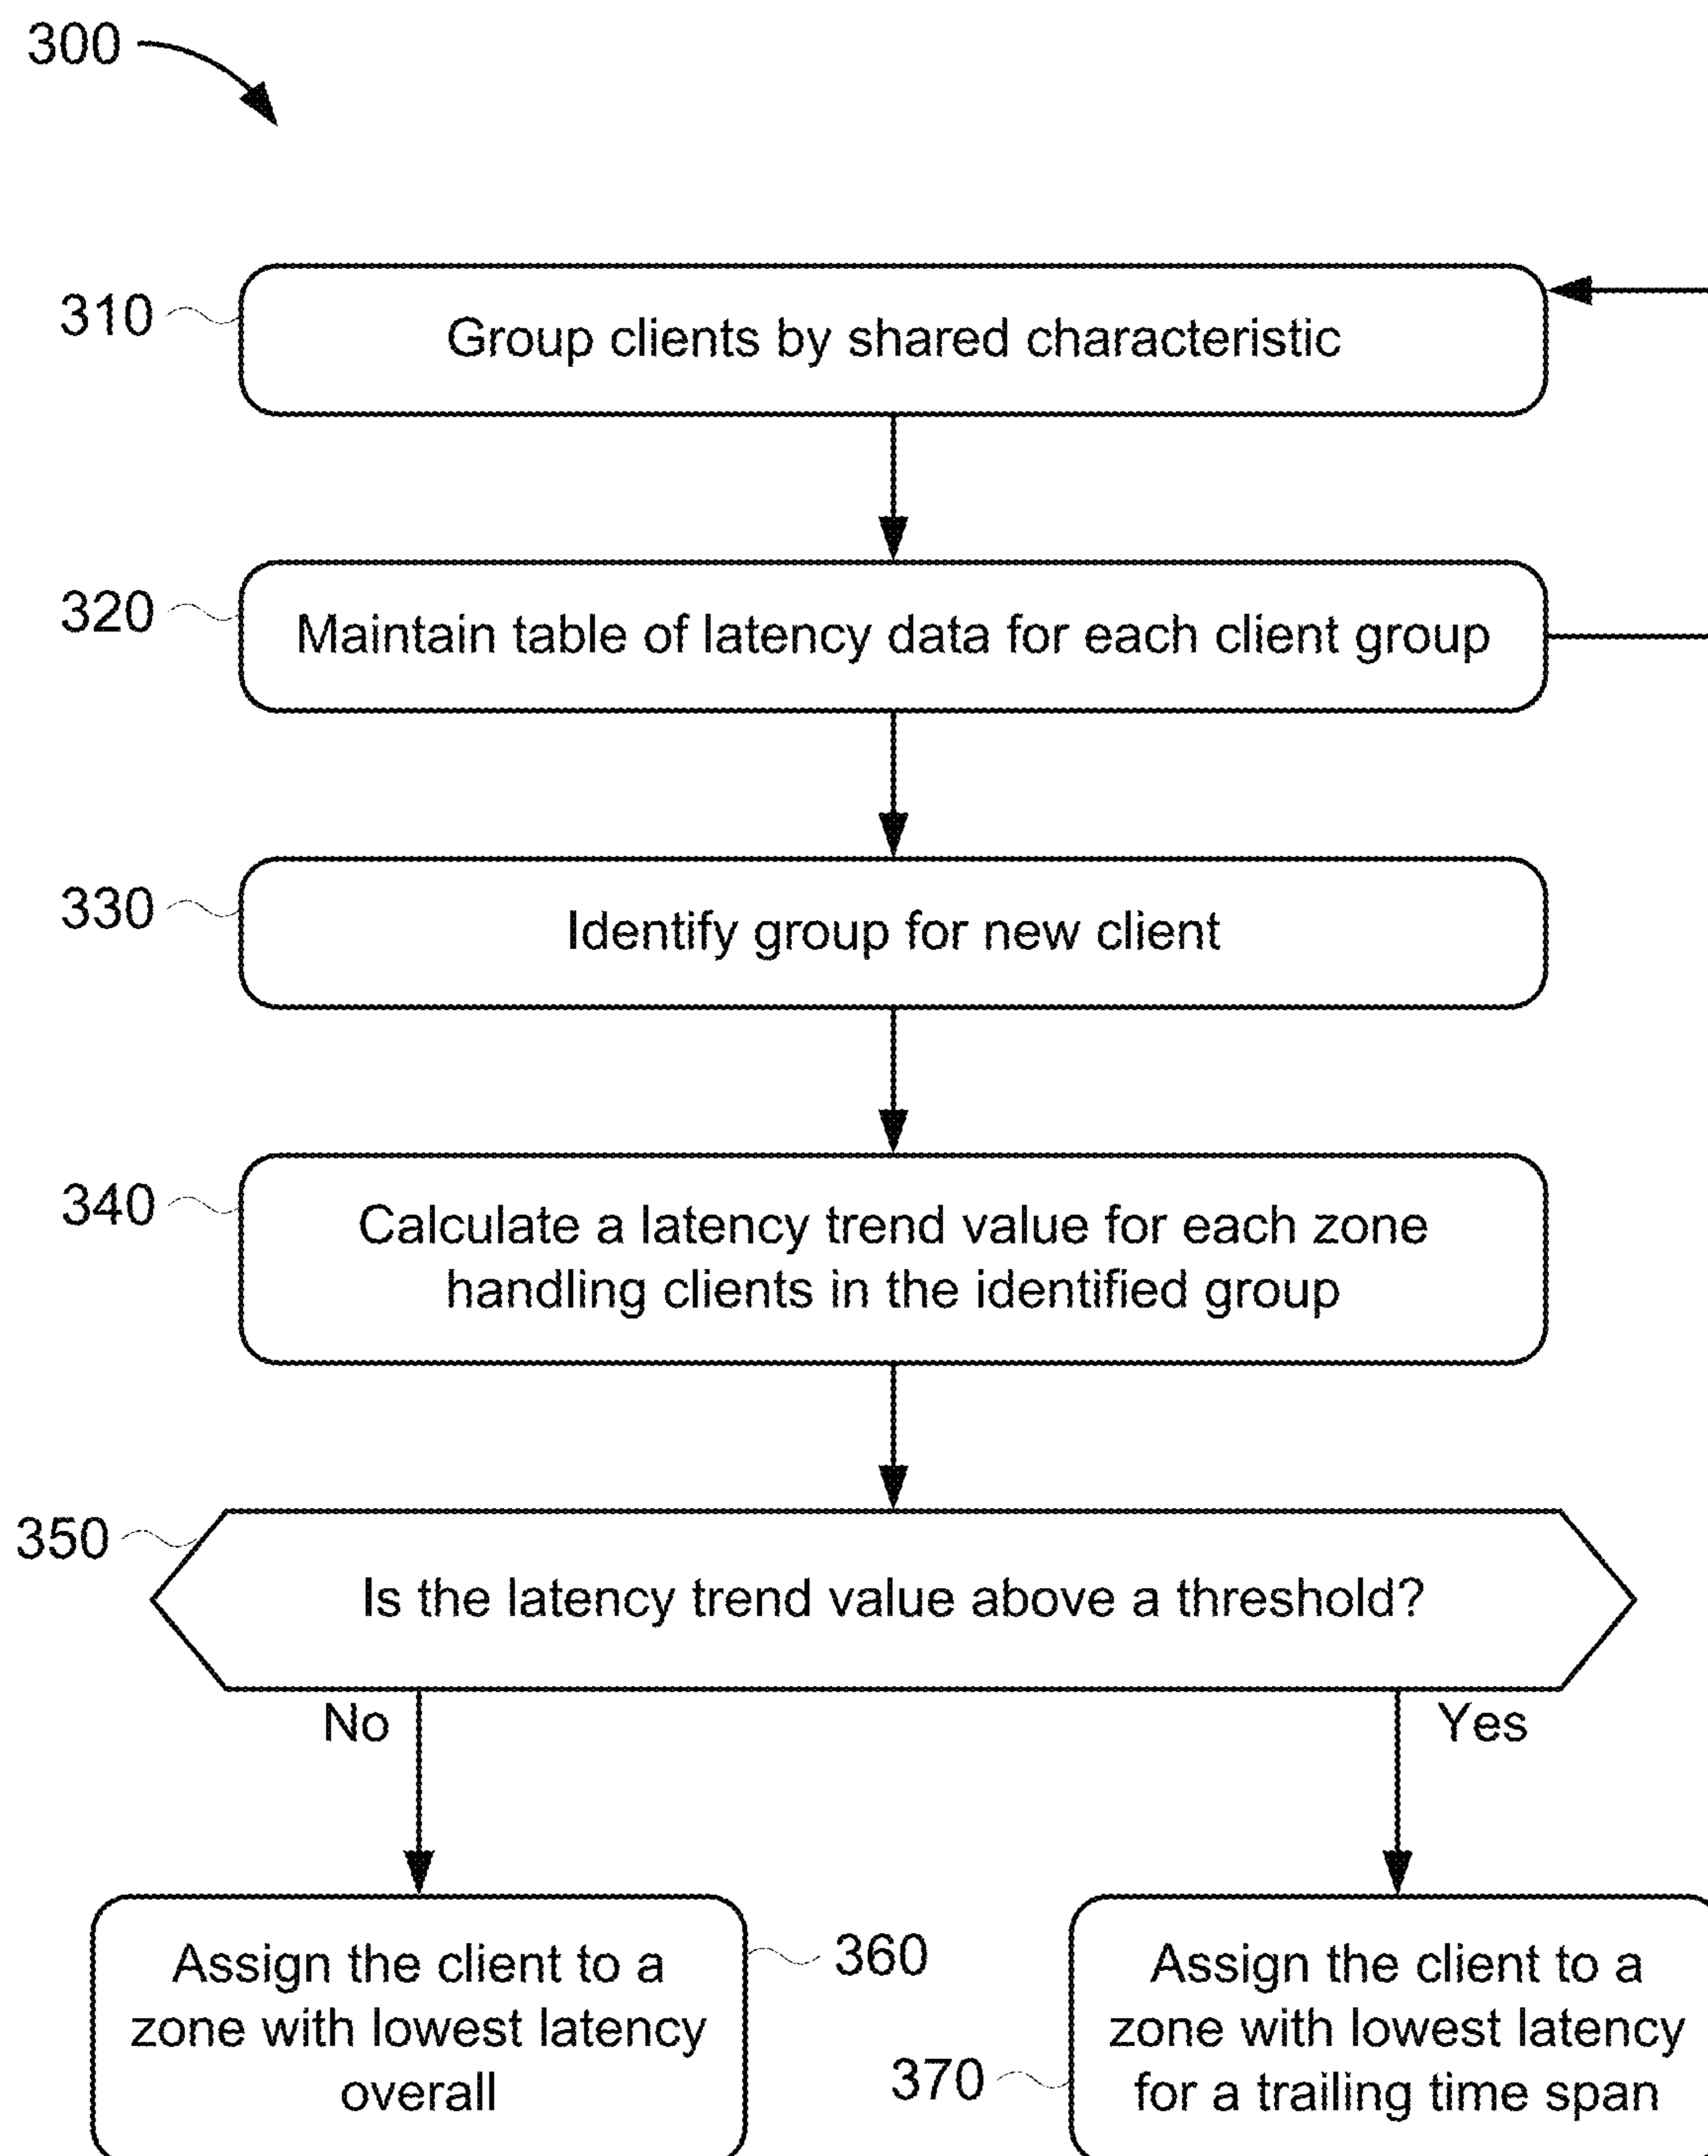 300
310
Group clients by shared characteristic
320
Maintain table of latency data for each client group
330
Identify group for new client
340
Calculate a latency trend value for each zone
handling clients in the identified group
350
Is the latency trend value above a threshold?
No
Yes
Assign the client to a
zone with lowest latency
overall
360
370
Assign the client to a
zone with lowest latency
for a trailing time span